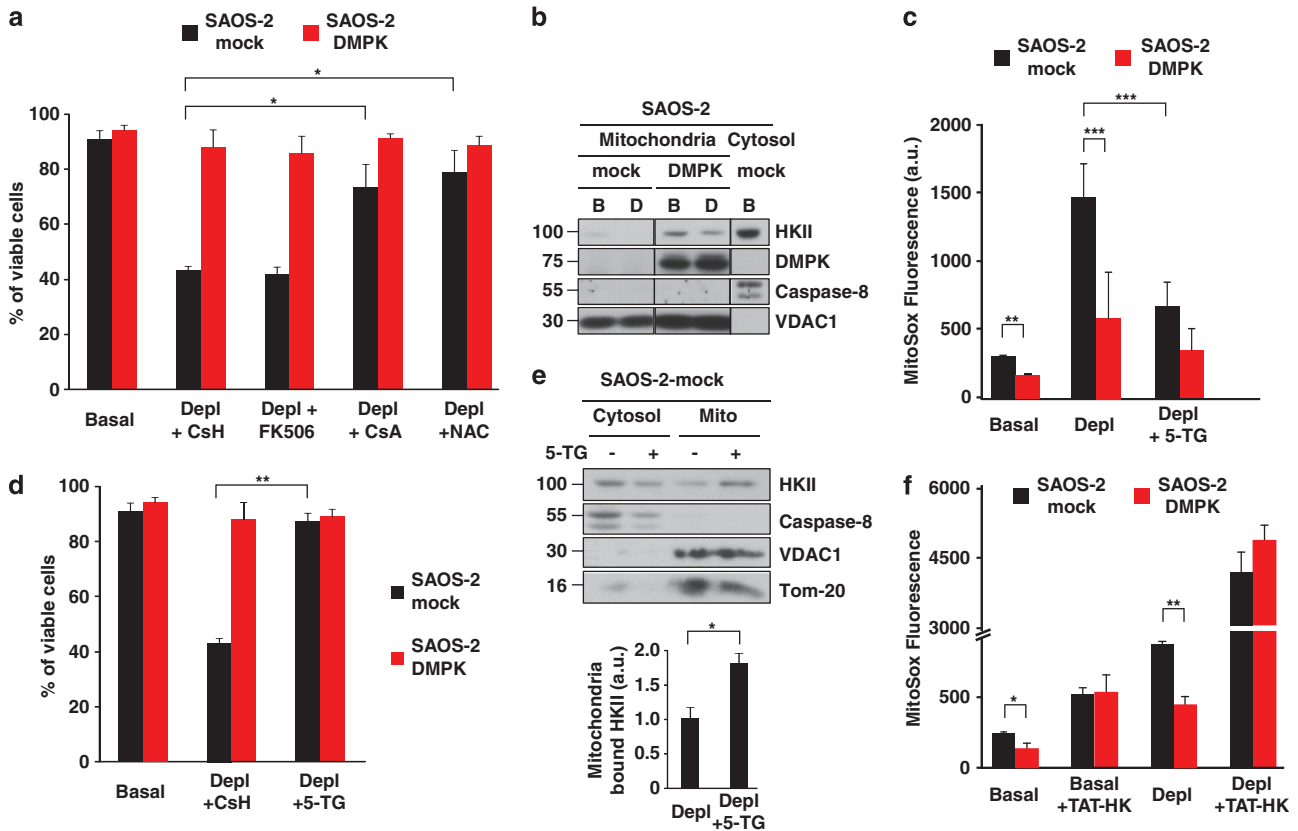 a
SAOS-2 mock
SAOS-2 DMPK
*
*
% of viable cells
100
80
60
40
20
0
Basal
Depl + CsH
Depl + FK506
Depl + CsA
Depl +NAC
b
SAOS-2
Mitochondria Cytosol
mock DMPK mock
B D B D B
100 HKII
75 DMPK
55 Caspase-8
30 VDAC1
c
SAOS-2 mock
SAOS-2 DMPK
***
***
**
MitoSox Fluorescence (a.u.)
2000
1500
1000
500
0
Basal
Depl
Depl + 5-TG
d
**
% of viable cells
100
80
60
40
20
0
Basal
Depl +CsH
Depl +5-TG
SAOS-2 mock
SAOS-2 DMPK
e
SAOS-2-mock
Cytosol Mito
5-TG - + - +
100 HKII
55 Caspase-8
30 VDAC1
16 Tom-20
*
Mitochondria bound HKII (a.u.)
2.0
1.5
1.0
0.5
0
Depl
Depl +5-TG
f
SAOS-2 mock
SAOS-2 DMPK
*
**
MitoSox Fluorescence
6000
4500
3000
500
0
Basal
Basal +TAT-HK
Depl
Depl +TAT-HK